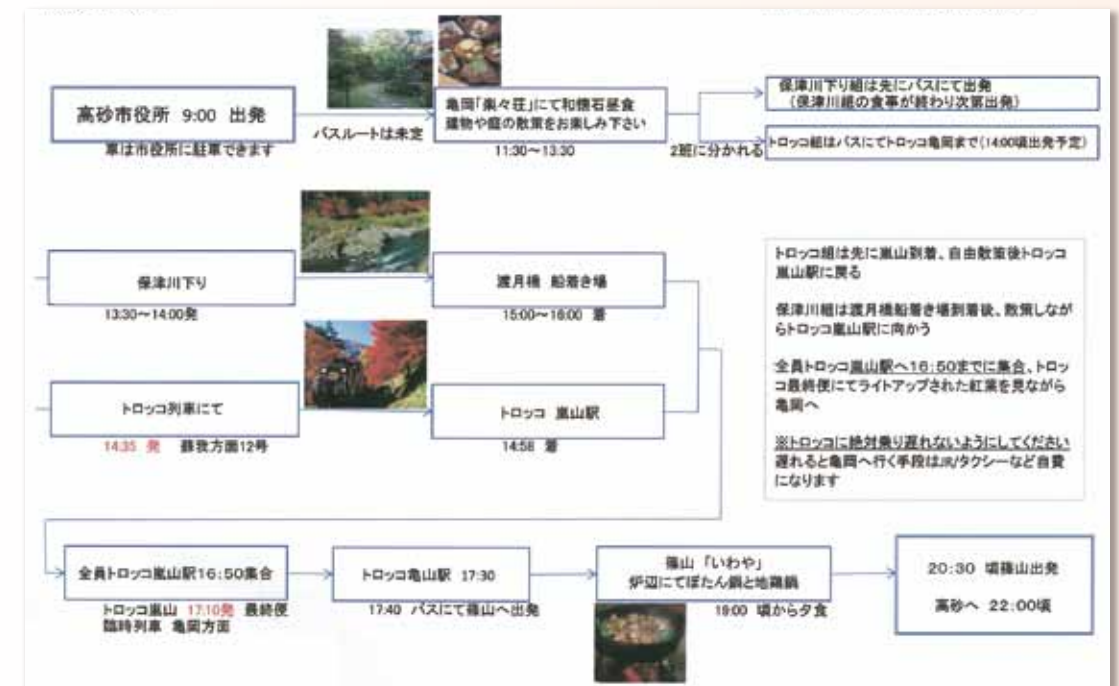 高砂市役所 9:00 出発
車は市役所に駐車できます
バスルートは未定
亀岡「楽々荘」にて和懐石昼食
建物や庭の散策をお楽しみ下さい
11:30～13:30
2班に分かれる
保津川下り組は先にバスにて出発
(保津川組の食事が終わり次第出発)
トロッコ組はバスにてトロッコ亀岡まで(14:00頃出発予定)
保津川下り
13:30～14:00発
渡月橋 船着き場
15:00～16:00 着
トロッコ列車にて
14:35 発 蘇我方面12号
トロッコ 嵐山駅
14:58 着
トロッコ組は先に嵐山到着、自由散策後トロッコ
嵐山駅に戻る
保津川組は渡月橋船着き場到着後、散策しなが
らトロッコ嵐山駅に向かう
全員トロッコ嵐山駅へ16:50までに集合、トロッ
コ最終便にてライトアップされた紅葉を見ながら
亀岡へ
※トロッコに絶対乗り遅れないようにしてください
遅れると亀岡へ行く手段はJR/タクシーなど自費
になります
全員トロッコ嵐山駅16:50集合
トロッコ嵐山 17:10発 最終便
臨時列車 亀岡方面
トロッコ亀山駅 17:30
17:40 バスにて篠山へ出発
篠山 「いわや」
炉辺にてぼたん鍋と地鶏鍋
19:00 頃から夕食
20:30 頃篠山出発
高砂へ 22:00頃